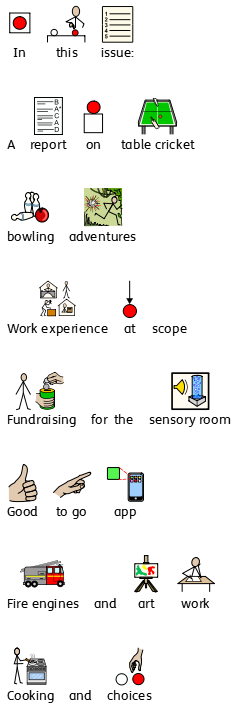 In this issue:
A report on table cricket
bowling adventures
Work experience at scope
Fundraising for the sensory room
Good to go app
Fire engines and art work
Cooking and choices